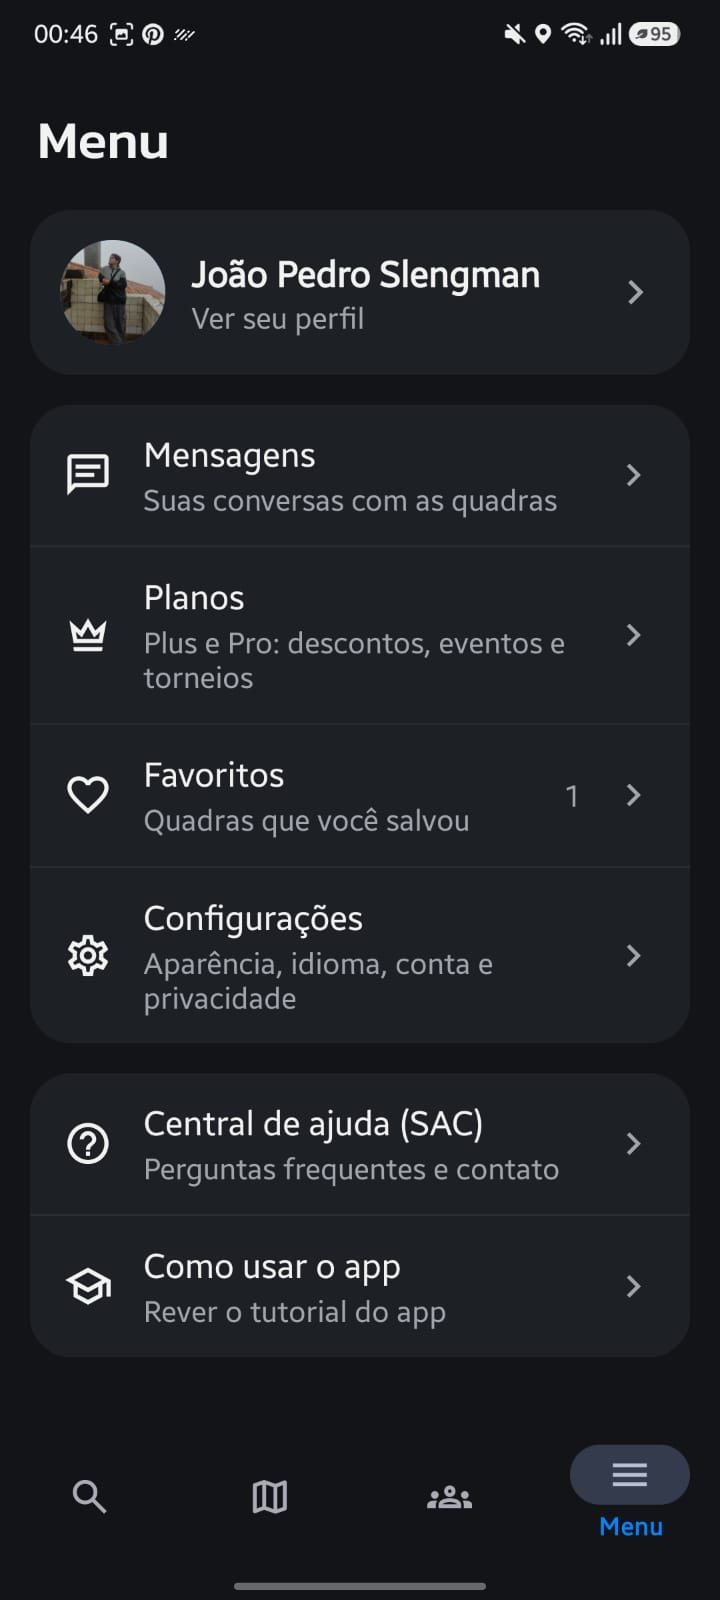 00:46
95
Menu
João Pedro Slengman
Ver seu perfil
Mensagens
Suas conversas com as quadras
Planos
Plus e Pro: descontos, eventos e
torneios
Favoritos
1
Quadras que você salvou
Configurações
Aparência, idioma, conta e
privacidade
Central de ajuda (SAC)
Perguntas frequentes e contato
Como usar o app
Rever o tutorial do app
Menu